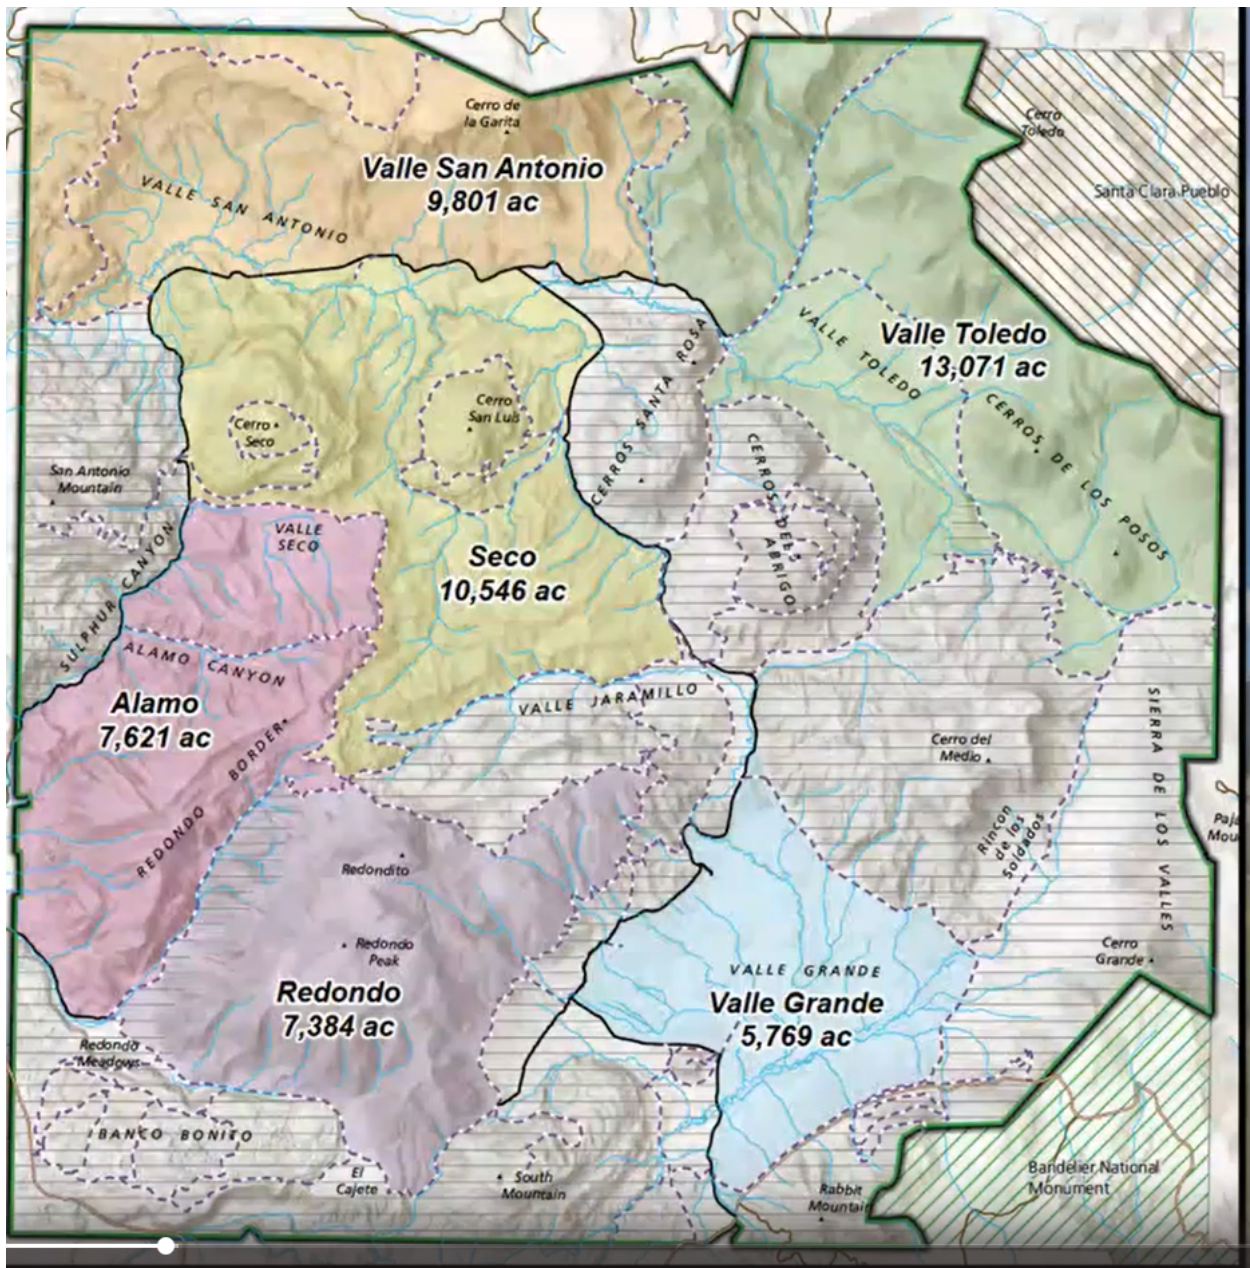 Cerro de
la Garita
Cerro
Toledo
Valle San Antonio
9,801 ac
Santa Clara Pueblo
VALLE SAN ANTONIO
VALLE TOLEDO
Valle Toledo
13,071 ac
CERROS SANTA ROSA
Cerro
San Luis
Cerro
Seco
CERROS DE LOS POSOS
CERROS DEL
ABRIGO
San Antonio
Mountain
VALLE
SECO
SULPHUR CANYON
Seco
10,546 ac
ALAMO CANYON
Alamo
7,621 ac
VALLE JARAMILLO
REDONDO BORDER
Cerro del
Medio
SIERRA DE LOS VALLES
Rincon
de los
Soldados
Paja
Mou
Redondito
Redondo
Peak
Cerro
Grande
VALLE GRANDE
Redondo
7,384 ac
Valle Grande
5,769 ac
Redondo
Meadows
BANCO BONITO
El
Cajete
South
Mountain
Rabbit
Mountain
Bandelier National
Monument